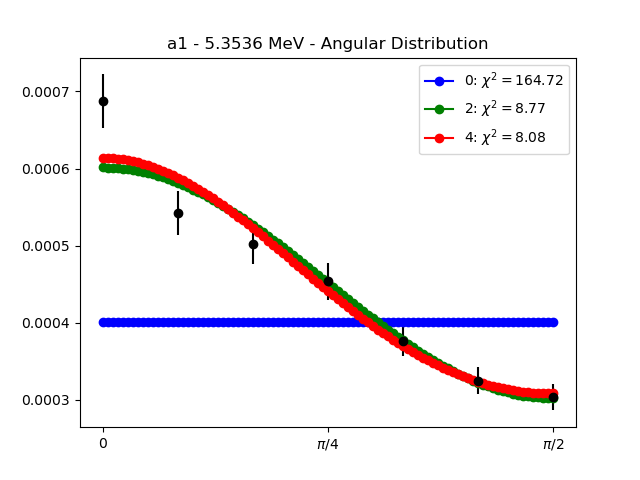 a1 - 5.3536 MeV - Angular Distribution
0.0007
0.0006
0.0005
0.0004
0.0003
0
π/4
π/2
0: χ² = 164.72
2: χ² = 8.77
4: χ² = 8.08